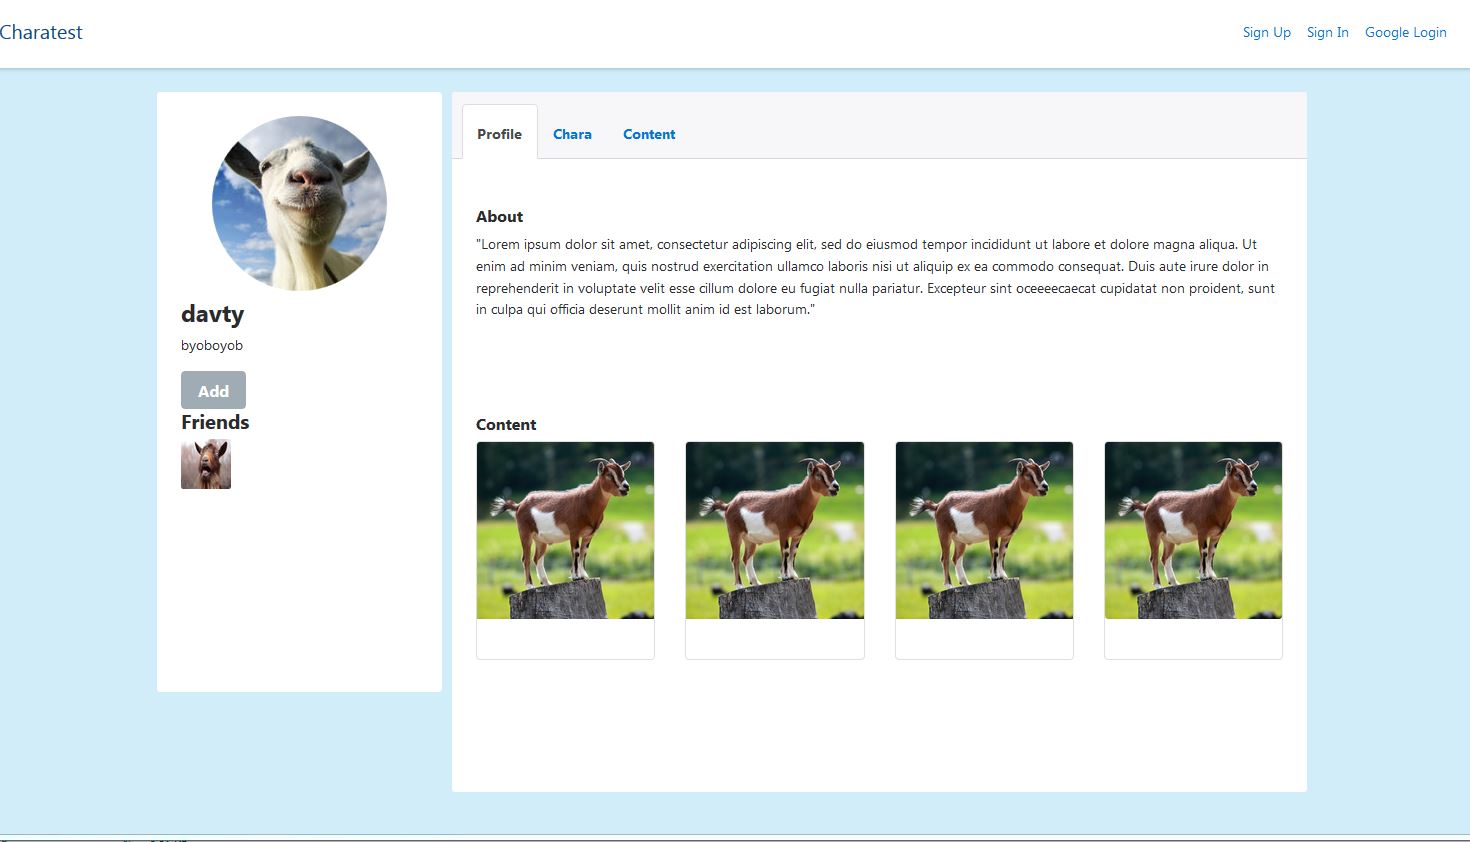 Charatest
Sign Up Sign In Google Login
davty
byoboyob
Add
Friends
Profile Chara Content
About
"Lorem ipsum dolor sit amet, consectetur adipiscing elit, sed do eiusmod tempor incididunt ut labore et dolore magna aliqua. Ut
enim ad minim veniam, quis nostrud exercitation ullamco laboris nisi ut aliquip ex ea commodo consequat. Duis aute irure dolor in
reprehenderit in voluptate velit esse cillum dolore eu fugiat nulla pariatur. Excepteur sint oceeeecaecat cupidatat non proident, sunt
in culpa qui officia deserunt mollit anim id est laborum."
Content